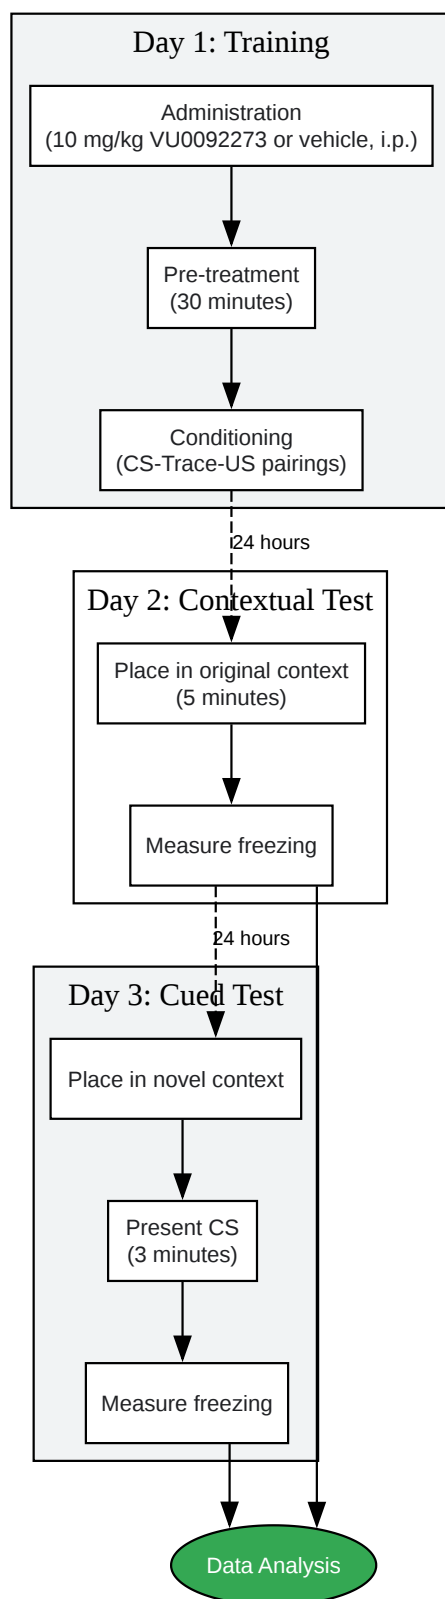 Day 1: Training
Administration
(10 mg/kg VU0092273 or vehicle, i.p.)
Pre-treatment
(30 minutes)
Conditioning
(CS-Trace-US pairings)
24 hours
Day 2: Contextual Test
Place in original context
(5 minutes)
Measure freezing
24 hours
Day 3: Cued Test
Place in novel context
Present CS
(3 minutes)
Measure freezing
Data Analysis